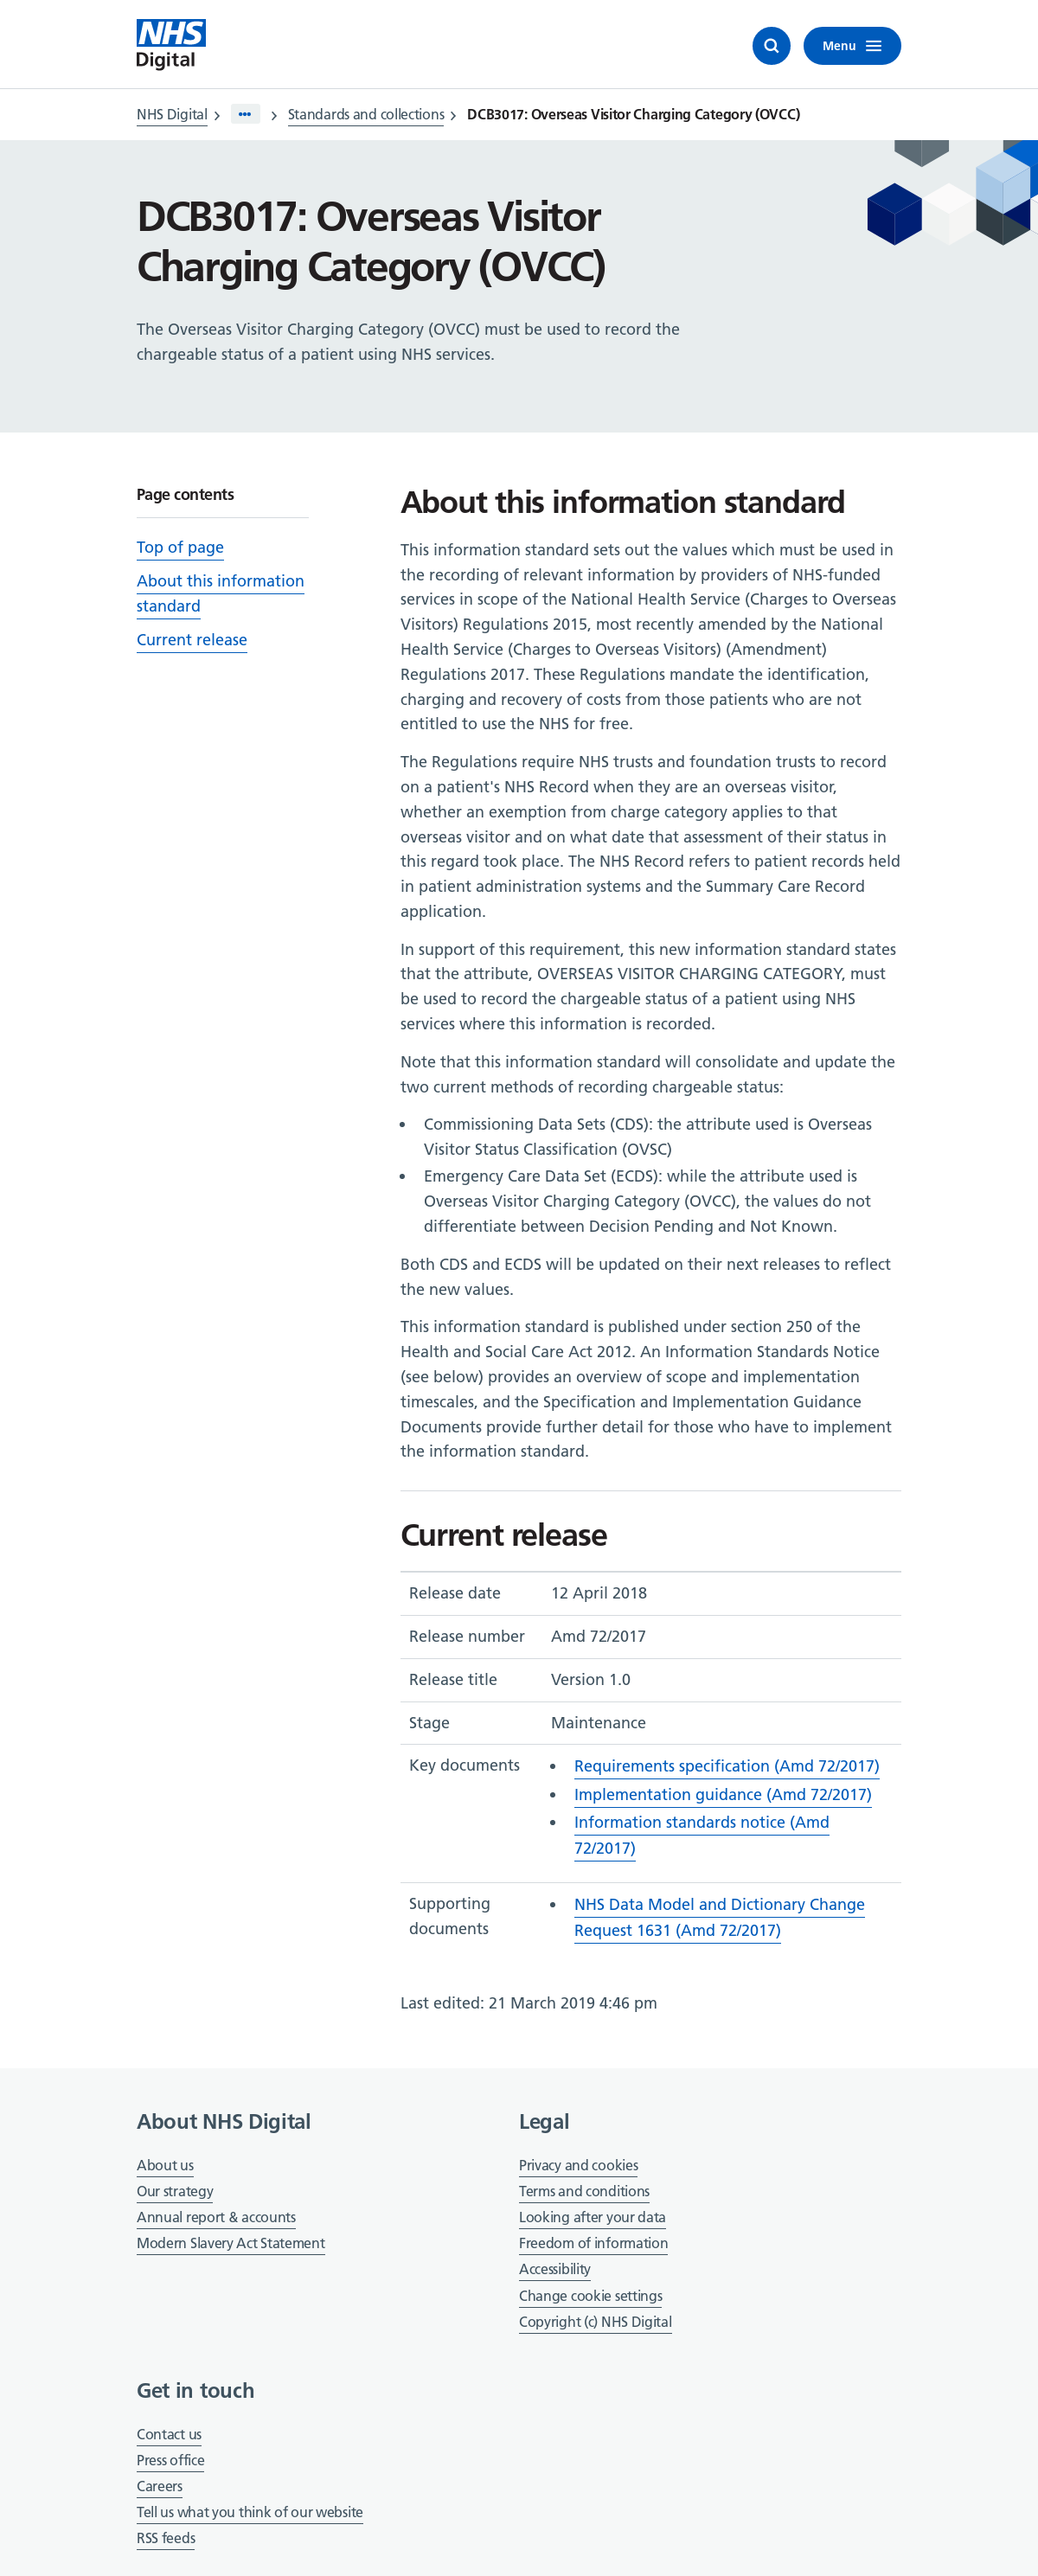 NHS
Digital
Menu
NHS Digital
Standards and collections
DCB3017: Overseas Visitor Charging Category (OVCC)
DCB3017: Overseas Visitor
Charging Category (OVCC)
The Overseas Visitor Charging Category (OVCC) must be used to record the
chargeable status of a patient using NHS services.
Page contents
Top of page
About this information
standard
Current release
About this information standard
This information standard sets out the values which must be used in
the recording of relevant information by providers of NHS-funded
services in scope of the National Health Service (Charges to Overseas
Visitors) Regulations 2015, most recently amended by the National
Health Service (Charges to Overseas Visitors) (Amendment)
Regulations 2017. These Regulations mandate the identification,
charging and recovery of costs from those patients who are not
entitled to use the NHS for free.
The Regulations require NHS trusts and foundation trusts to record
on a patient's NHS Record when they are an overseas visitor,
whether an exemption from charge category applies to that
overseas visitor and on what date that assessment of their status in
this regard took place. The NHS Record refers to patient records held
in patient administration systems and the Summary Care Record
application.
In support of this requirement, this new information standard states
that the attribute, OVERSEAS VISITOR CHARGING CATEGORY, must
be used to record the chargeable status of a patient using NHS
services where this information is recorded.
Note that this information standard will consolidate and update the
two current methods of recording chargeable status:
• Commissioning Data Sets (CDS): the attribute used is Overseas
Visitor Status Classification (OVSC)
• Emergency Care Data Set (ECDS): while the attribute used is
Overseas Visitor Charging Category (OVCC), the values do not
differentiate between Decision Pending and Not Known.
Both CDS and ECDS will be updated on their next releases to reflect
the new values.
This information standard is published under section 250 of the
Health and Social Care Act 2012. An Information Standards Notice
(see below) provides an overview of scope and implementation
timescales, and the Specification and Implementation Guidance
Documents provide further detail for those who have to implement
the information standard.
Current release
Release date 12 April 2018
Release number Amd 72/2017
Release title Version 1.0
Stage Maintenance
Key documents • Requirements specification (Amd 72/2017)
• Implementation guidance (Amd 72/2017)
• Information standards notice (Amd
72/2017)
Supporting
documents
• NHS Data Model and Dictionary Change
Request 1631 (Amd 72/2017)
Last edited: 21 March 2019 4:46 pm
About NHS Digital
About us
Our strategy
Annual report & accounts
Modern Slavery Act Statement
Legal
Privacy and cookies
Terms and conditions
Looking after your data
Freedom of information
Accessibility
Change cookie settings
Copyright (c) NHS Digital
Get in touch
Contact us
Press office
Careers
Tell us what you think of our website
RSS feeds